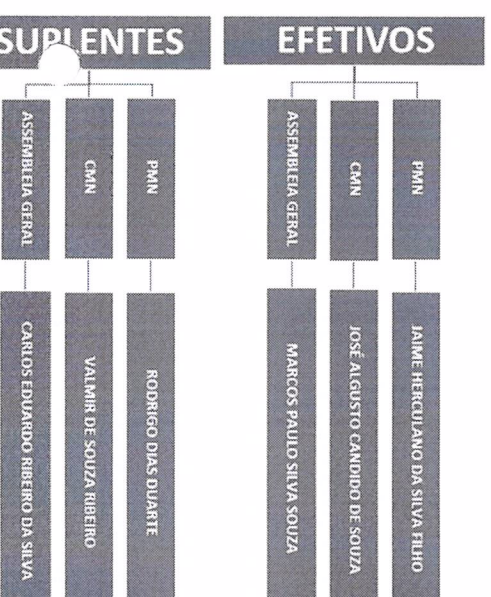 SUPLENTES
ASSEMBLEIA GERAL
CMN
PMN
CARLOS EDUARDO RIBEIRO DA SILVA
VALMIR DE SOUZA RIBEIRO
RODRIGO DIAS DUARTE
EFETIVOS
ASSEMBLEIA GERAL
CMN
PMN
MARCOS PAULO SILVA SOUZA
JOSÉ ALGUSTO CANDIDO DE SOUZA
JAIME HERCULANO DA SILVA FILHO